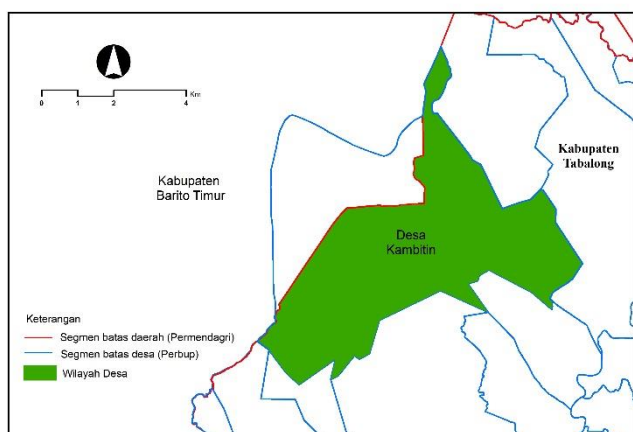 0 1 2 4
Km
Kabupaten
Tabalong
Kabupaten
Barito Timur
Desa
Kambitin
Keterangan
Segmen batas daerah (Permendagri)
Segmen batas desa (Perbup)
Wilayah Desa